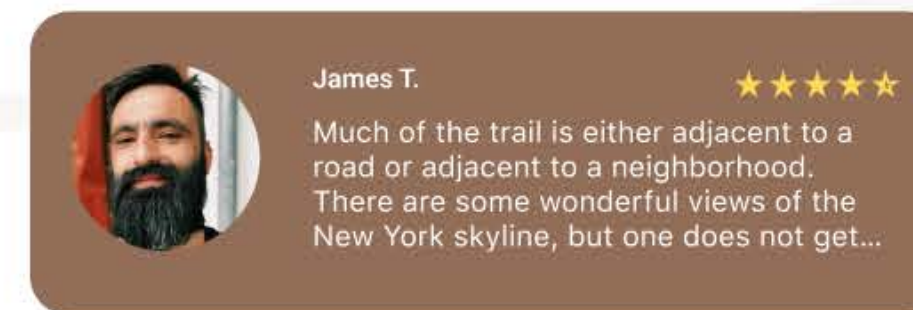 James T.
Much of the trail is either adjacent to a
road or adjacent to a neighborhood.
There are some wonderful views of the
New York skyline, but one does not get...